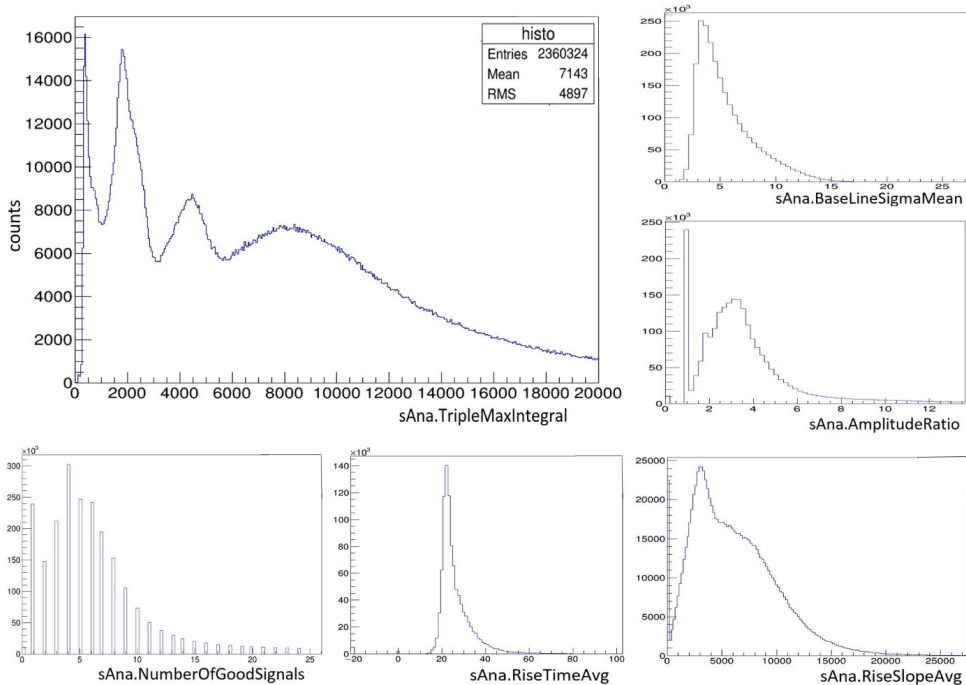 histo
Entries 2360324
Mean 7143
RMS 4897
counts
16000
14000
12000
10000
8000
6000
4000
2000
0
0 2000 4000 6000 8000 10000 12000 14000 16000 18000 20000
sAna.TripleMaxIntegral
×10³
250
200
150
100
50
0
0 5 10 15 20 25
sAna.BaseLineSigmaMean
×10³
250
200
150
100
50
0
2 4 6 8 10 12
sAna.AmplitudeRatio
×10³
300
250
200
150
100
50
0
5 10 15 20 25
sAna.NumberOfGoodSignals
×10³
140
120
100
80
60
40
20
0
−20 0 20 40 60 80 100
sAna.RiseTimeAvg
25000
20000
15000
10000
5000
0
5000 10000 15000 20000 25000
sAna.RiseSlopeAvg